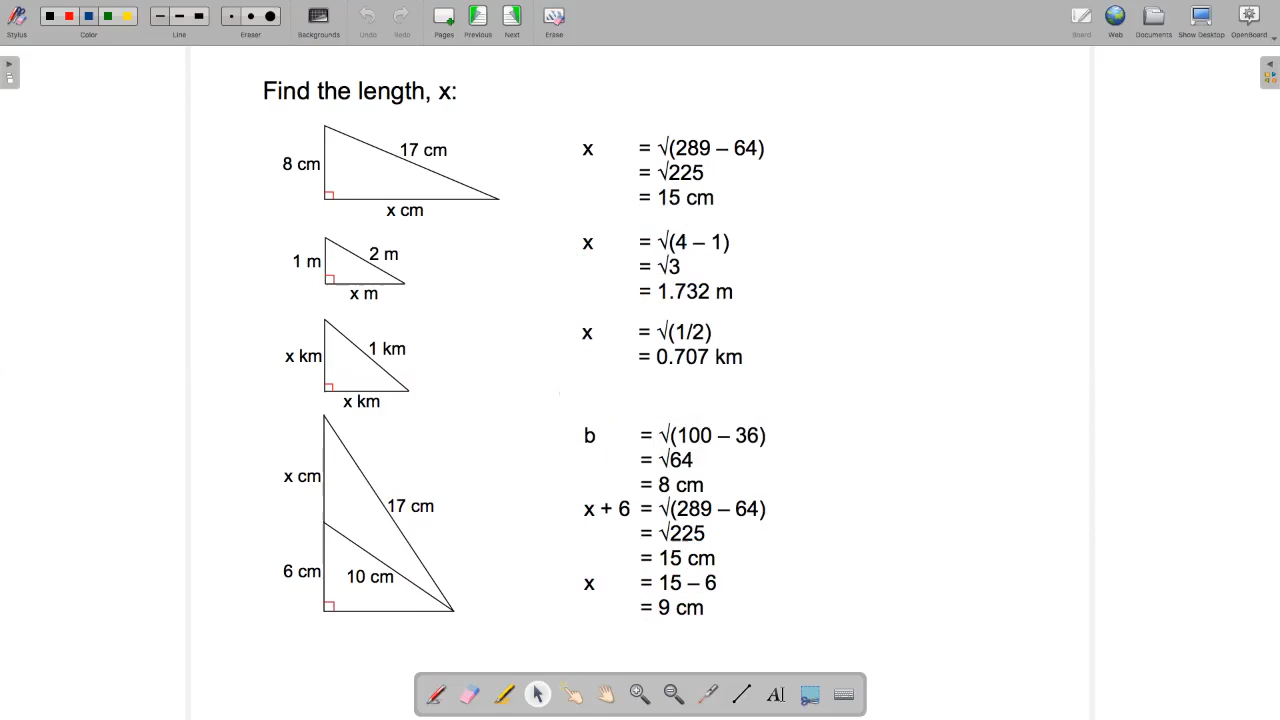 Stylus Color Line Eraser Backgrounds Undo Redo Pages Previous Next Erase Board Web Documents Show Desktop OpenBoard
Find the length, x:
8 cm
17 cm
x cm
x = √(289 – 64)
= √225
= 15 cm
1 m
2 m
x m
x = √(4 – 1)
= √3
= 1.732 m
x km
1 km
x km
x = √(1/2)
= 0.707 km
x cm
17 cm
6 cm
10 cm
b = √(100 – 36)
= √64
= 8 cm
x + 6 = √(289 – 64)
= √225
= 15 cm
x = 15 – 6
= 9 cm
AI